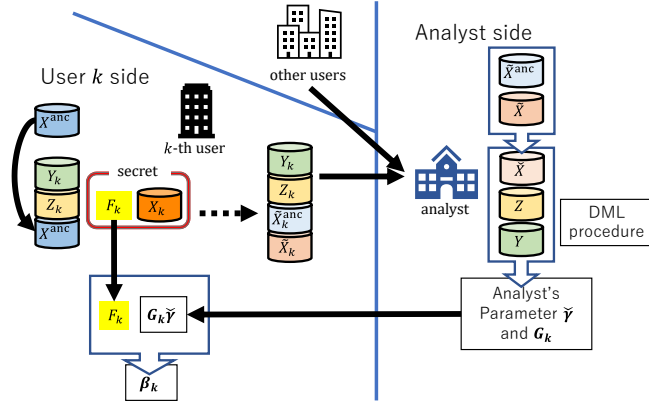 User k side
X^anc
Y_k
Z_k
X^anc
secret
F_k
X_k
k-th user
other users
Y_k
Z_k
X̃_k^anc
X̃_k
analyst
Analyst side
X̃^anc
X̃
X̆
Z
Y
DML
procedure
Analyst's
Parameter γ̆
and G_k
F_k
G_kγ̆
β_k